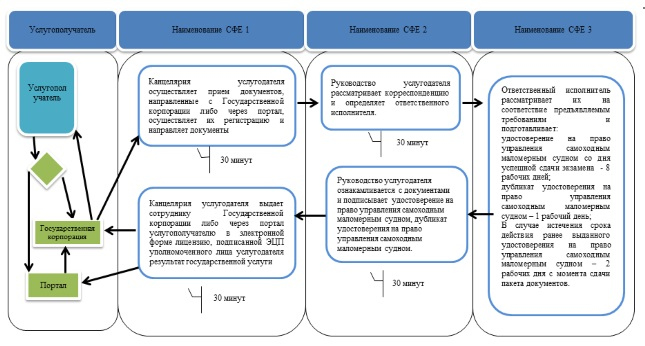 Услугополучатель
Наименование СФЕ 1
Наименование СФЕ 2
Наименование СФЕ 3
Услугопол
учатель
Государственная
корпорация
Портал
Канцелярия услугодателя
осуществляет прием документов,
направленные с Государственной
корпорации либо через портал,
осуществляет их регистрацию и
направляет документы
30 минут
Канцелярия услугодателя выдает
сотруднику Государственной
корпорации либо через портал
услугополучателю в электронной
форме лицензию, подписанной ЭЦП
уполномоченного лица услугодателя
результат государственной услуги
30 минут
Руководство услугодателя
рассматривает корреспонденцию
и определяет ответственного
исполнителя.
30 минут
Руководство услугодателя
ознакамливается с документами
и подписывает удостоверение на
право управления самоходным
маломерным судном, дубликат
удостоверения на право
управления самоходным
маломерным судном.
30 минут
Ответственный исполнитель
рассматривает их на
соответствие предъявляемым
требованиям и
подготавливает:
удостоверение на право
управления самоходных
маломерным судном со дня
успешной сдачи экзамена - 8
рабочих дней;
дубликат удостоверения на
право управления
самоходным маломерным
судном – 1 рабочий день;
В случае истечения срока
действия ранее выданного
удостоверения на право
управления самоходным
маломерным судном – 2
рабочих дня с момента сдачи
пакета документов.